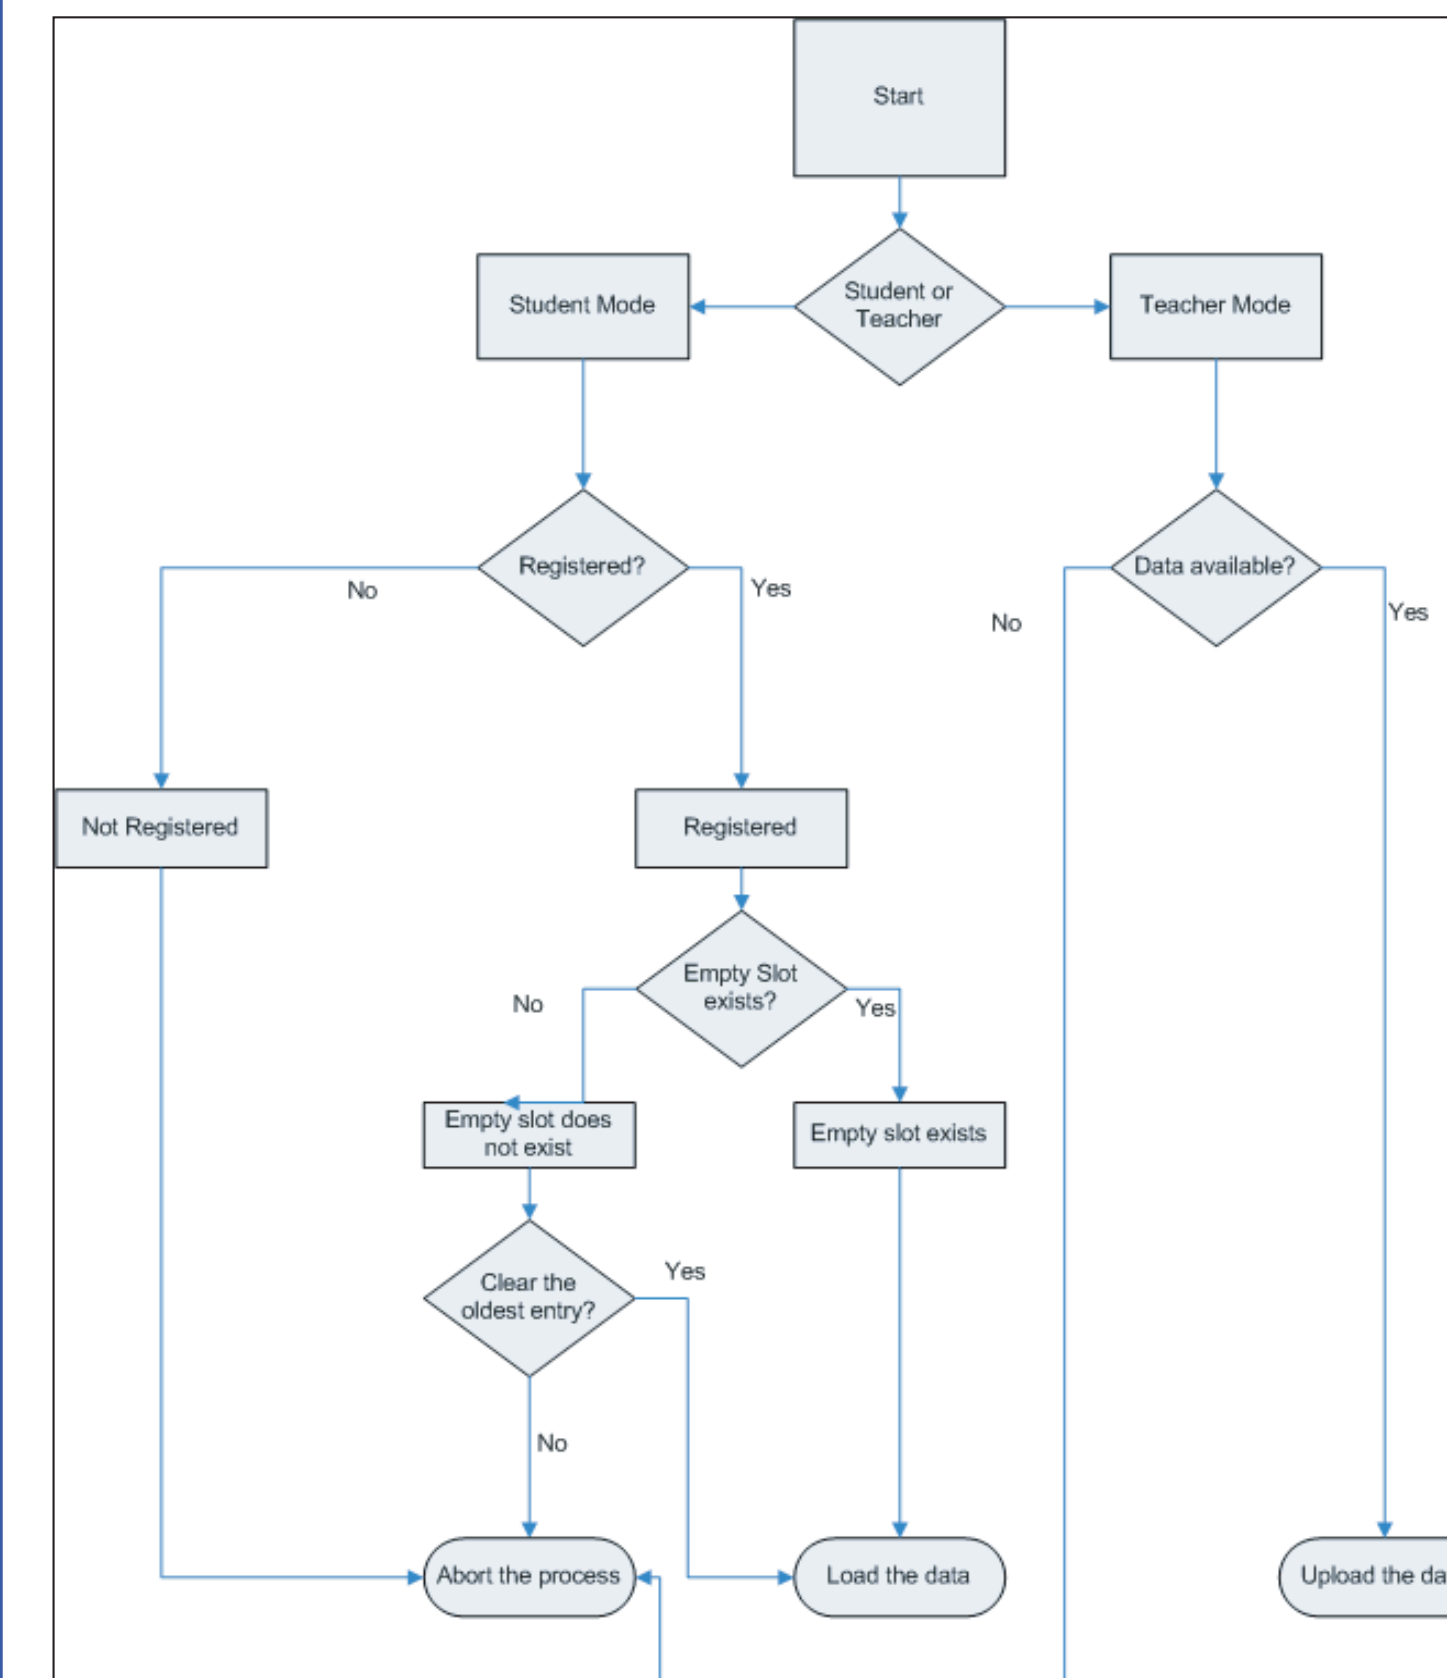 Start
Student Mode
Student or
Teacher
Teacher Mode
Registered?
Data available?
No
Yes
No
Yes
Not Registered
Registered
Empty Slot
exists?
No
Yes
Empty slot does
not exist
Empty slot exists
Clear the
oldest entry?
Yes
No
Abort the process
Load the data
Upload the